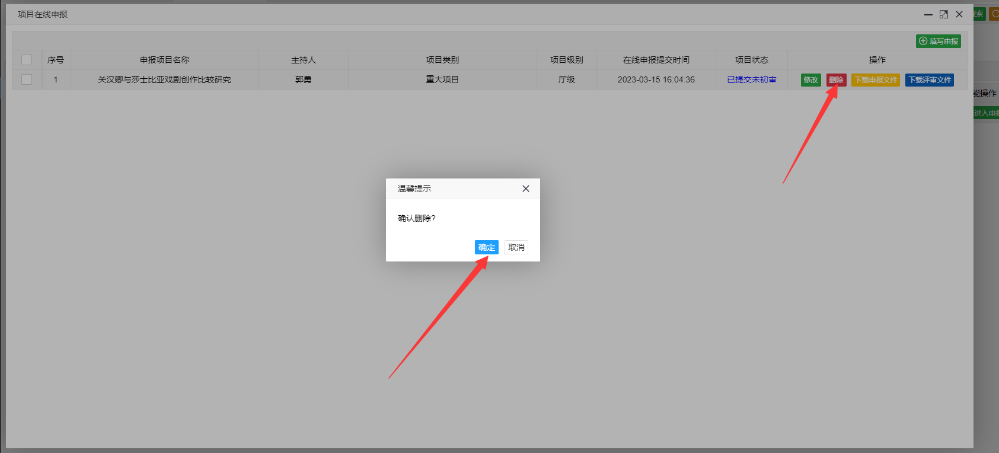 项目在线申报
填写申报
序号 申报项目名称 主持人 项目类别 项目级别 在线申报提交时间 项目状态 操作
1 关汉卿与莎士比亚戏剧创作比较研究 郭勇 重大项目 厅级 2023-03-15 16:04:36 已提交未初审 修改 删除 下载申报文件 下载评审文件
能操作
进入申报
温馨提示
确认删除?
确定 取消